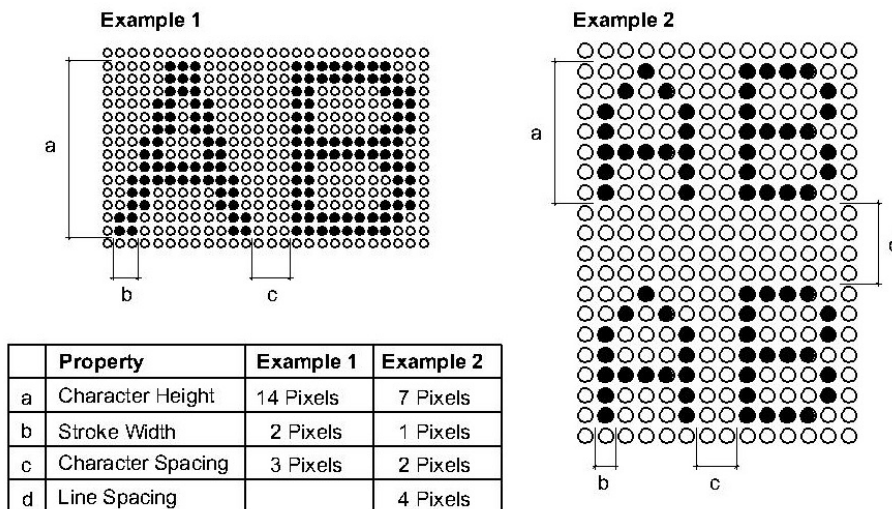 Example 1
Example 2
a
b
c
a
b
c
Property Example 1 Example 2
a Character Height 14 Pixels 7 Pixels
b Stroke Width 2 Pixels 1 Pixels
c Character Spacing 3 Pixels 2 Pixels
d Line Spacing 4 Pixels